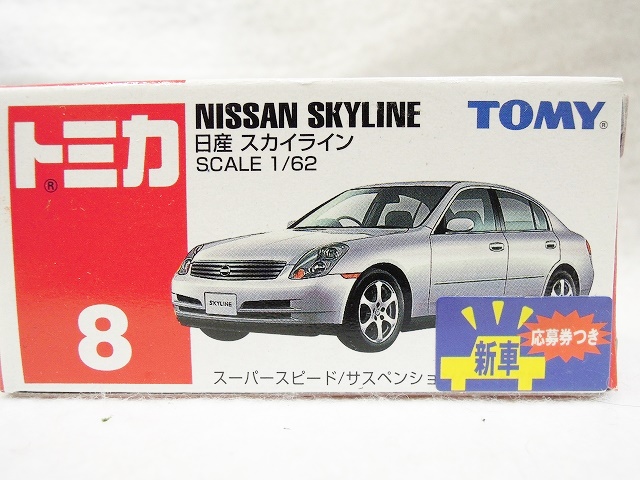 トミカ®
NISSAN SKYLINE
日産 スカイライン
SCALE 1/62
TOMY®
SKYLINE
8
新車
応募券つき
スーパースピード/サスペンショ